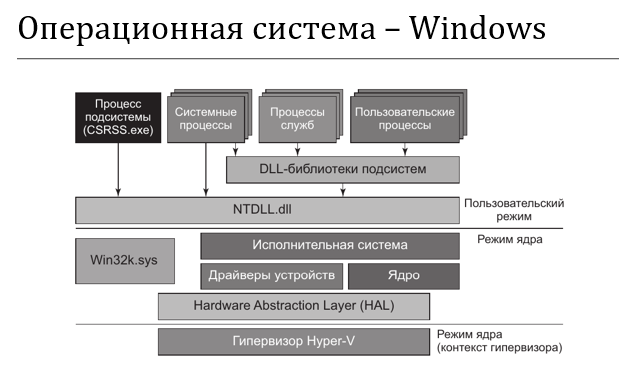 Операционная система – Windows
Процесс
подсистемы
(CSRSS.exe)
Системные
процессы
Процессы
служб
Пользовательские
процессы
DLL-библиотеки подсистем
NTDLL.dll
Пользовательский
режим
Режим ядра
Win32k.sys
Исполнительная система
Драйверы устройств
Ядро
Hardware Abstraction Layer (HAL)
Гипервизор Hyper-V
Режим ядра
(контекст гипервизора)